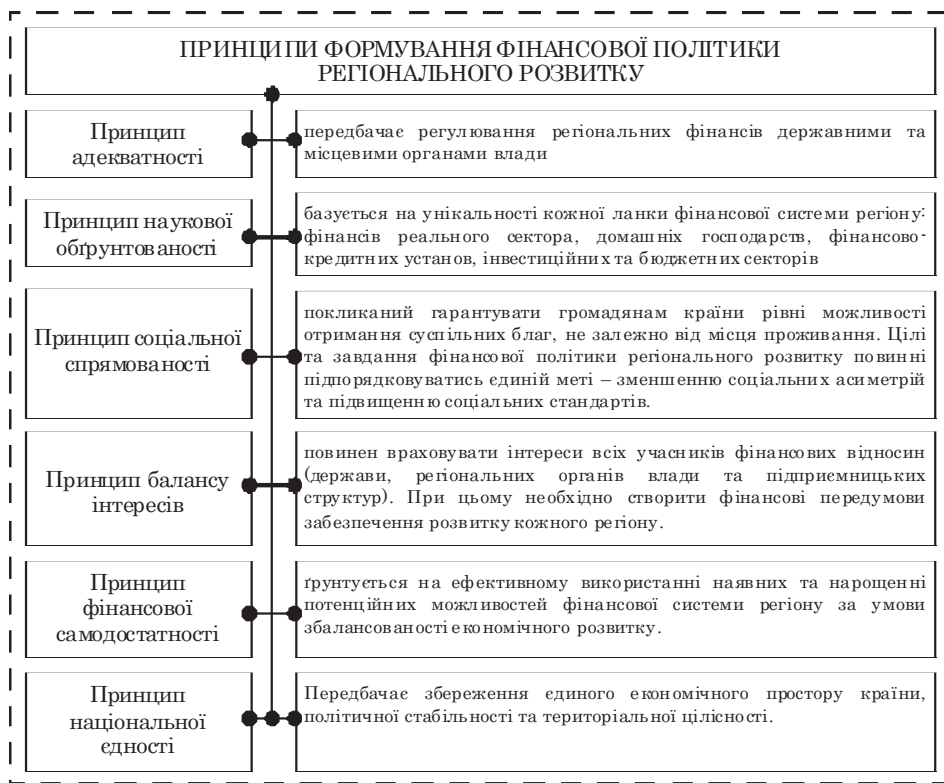 ПРИНЦИПИ ФОРМУВАННЯ ФІНАНСОВОЇ ПОЛІТИКИ
РЕГІОНАЛЬНОГО РОЗВИТКУ
Принцип
адекватності
передбачає регулювання регіональних фінансів державними та
місцевими органами влади
Принцип наукової
обґрунтованості
базується на унікальності кожної ланки фінансової системи регіону:
фінансів реального сектора, домашніх господарств, фінансово-
кредитних установ, інвестиційних та бюджетних секторів
Принцип соціальної
спрямованості
покликаний гарантувати громадянам країни рівні можливості
отримання суспільних благ, не залежно від місця проживання. Цілі
та завдання фінансової політики регіонального розвитку повинні
підпорядковуватись єдиній меті – зменшенню соціальних асиметрій
та підвищенню соціальних стандартів.
Принцип балансу
інтересів
повинен враховувати інтереси всіх учасників фінансових відносин
(держави, регіональних органів влади та підприємницьких
структур). При цьому необхідно створити фінансові передумови
забезпечення розвитку кожного регіону.
Принцип
фінансової
самодостатності
ґрунтується на ефективному використанні наявних та нарощенні
потенційних можливостей фінансової системи регіону за умови
збалансованості економічного розвитку.
Принцип
національної
єдності
Передбачає збереження єдиного економічного простору країни,
політичної стабільності та територіальної цілісності.